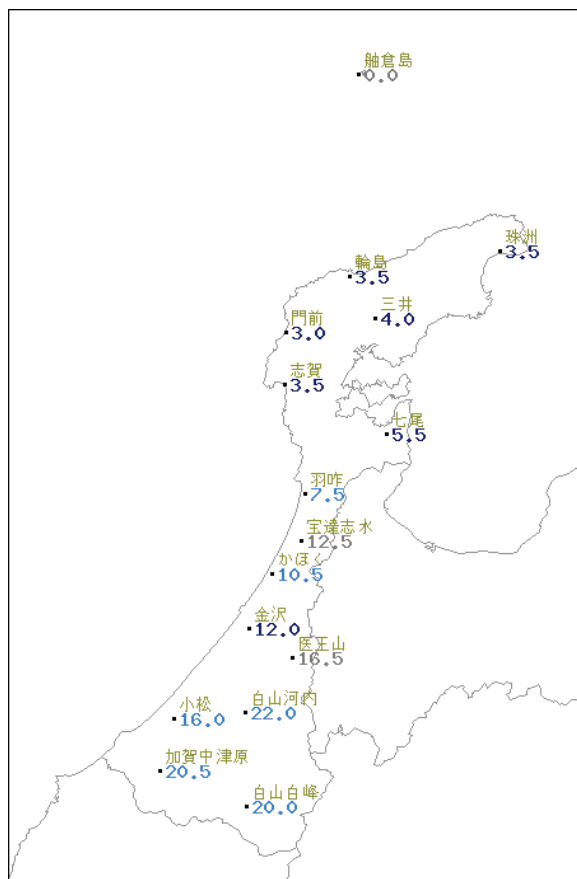 舳倉島
0.0
珠洲
3.5
輪島
3.5
三井
4.0
門前
3.0
志賀
3.5
七尾
5.5
羽咋
7.5
宝達志水
12.5
かほく
10.5
金沢
12.0
医王山
16.5
白山河内
22.0
小松
16.0
加賀中津原
20.5
白山白峰
20.0